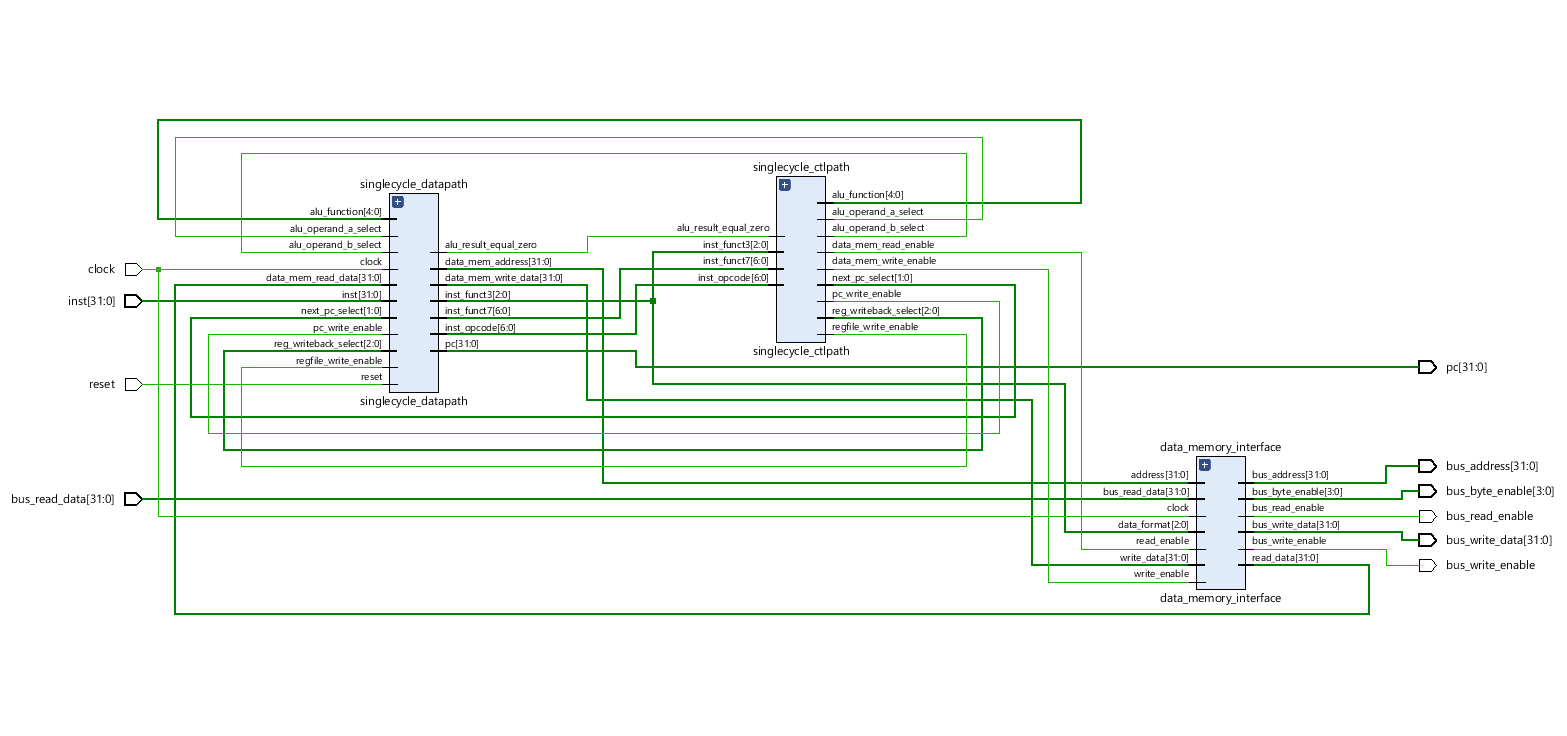 clock
inst[31:0]
reset
bus_read_data[31:0]
singlecycle_datapath
alu_function[4:0]
alu_operand_a_select
alu_operand_b_select
clock
data_mem_read_data[31:0]
inst[31:0]
next_pc_select[1:0]
pc_write_enable
reg_writeback_select[2:0]
regfile_write_enable
reset
alu_result_equal_zero
data_mem_address[31:0]
data_mem_write_data[31:0]
inst_funct3[2:0]
inst_funct7[6:0]
inst_opcode[6:0]
pc[31:0]
singlecycle_datapath
singlecycle_ctlpath
alu_result_equal_zero
inst_funct3[2:0]
inst_funct7[6:0]
inst_opcode[6:0]
alu_function[4:0]
alu_operand_a_select
alu_operand_b_select
data_mem_read_enable
data_mem_write_enable
next_pc_select[1:0]
pc_write_enable
reg_writeback_select[2:0]
regfile_write_enable
singlecycle_ctlpath
data_memory_interface
address[31:0]
bus_read_data[31:0]
clock
data_format[2:0]
read_enable
write_data[31:0]
write_enable
bus_address[31:0]
bus_byte_enable[3:0]
bus_read_enable
bus_write_data[31:0]
bus_write_enable
read_data[31:0]
data_memory_interface
pc[31:0]
bus_address[31:0]
bus_byte_enable[3:0]
bus_read_enable
bus_write_data[31:0]
bus_write_enable